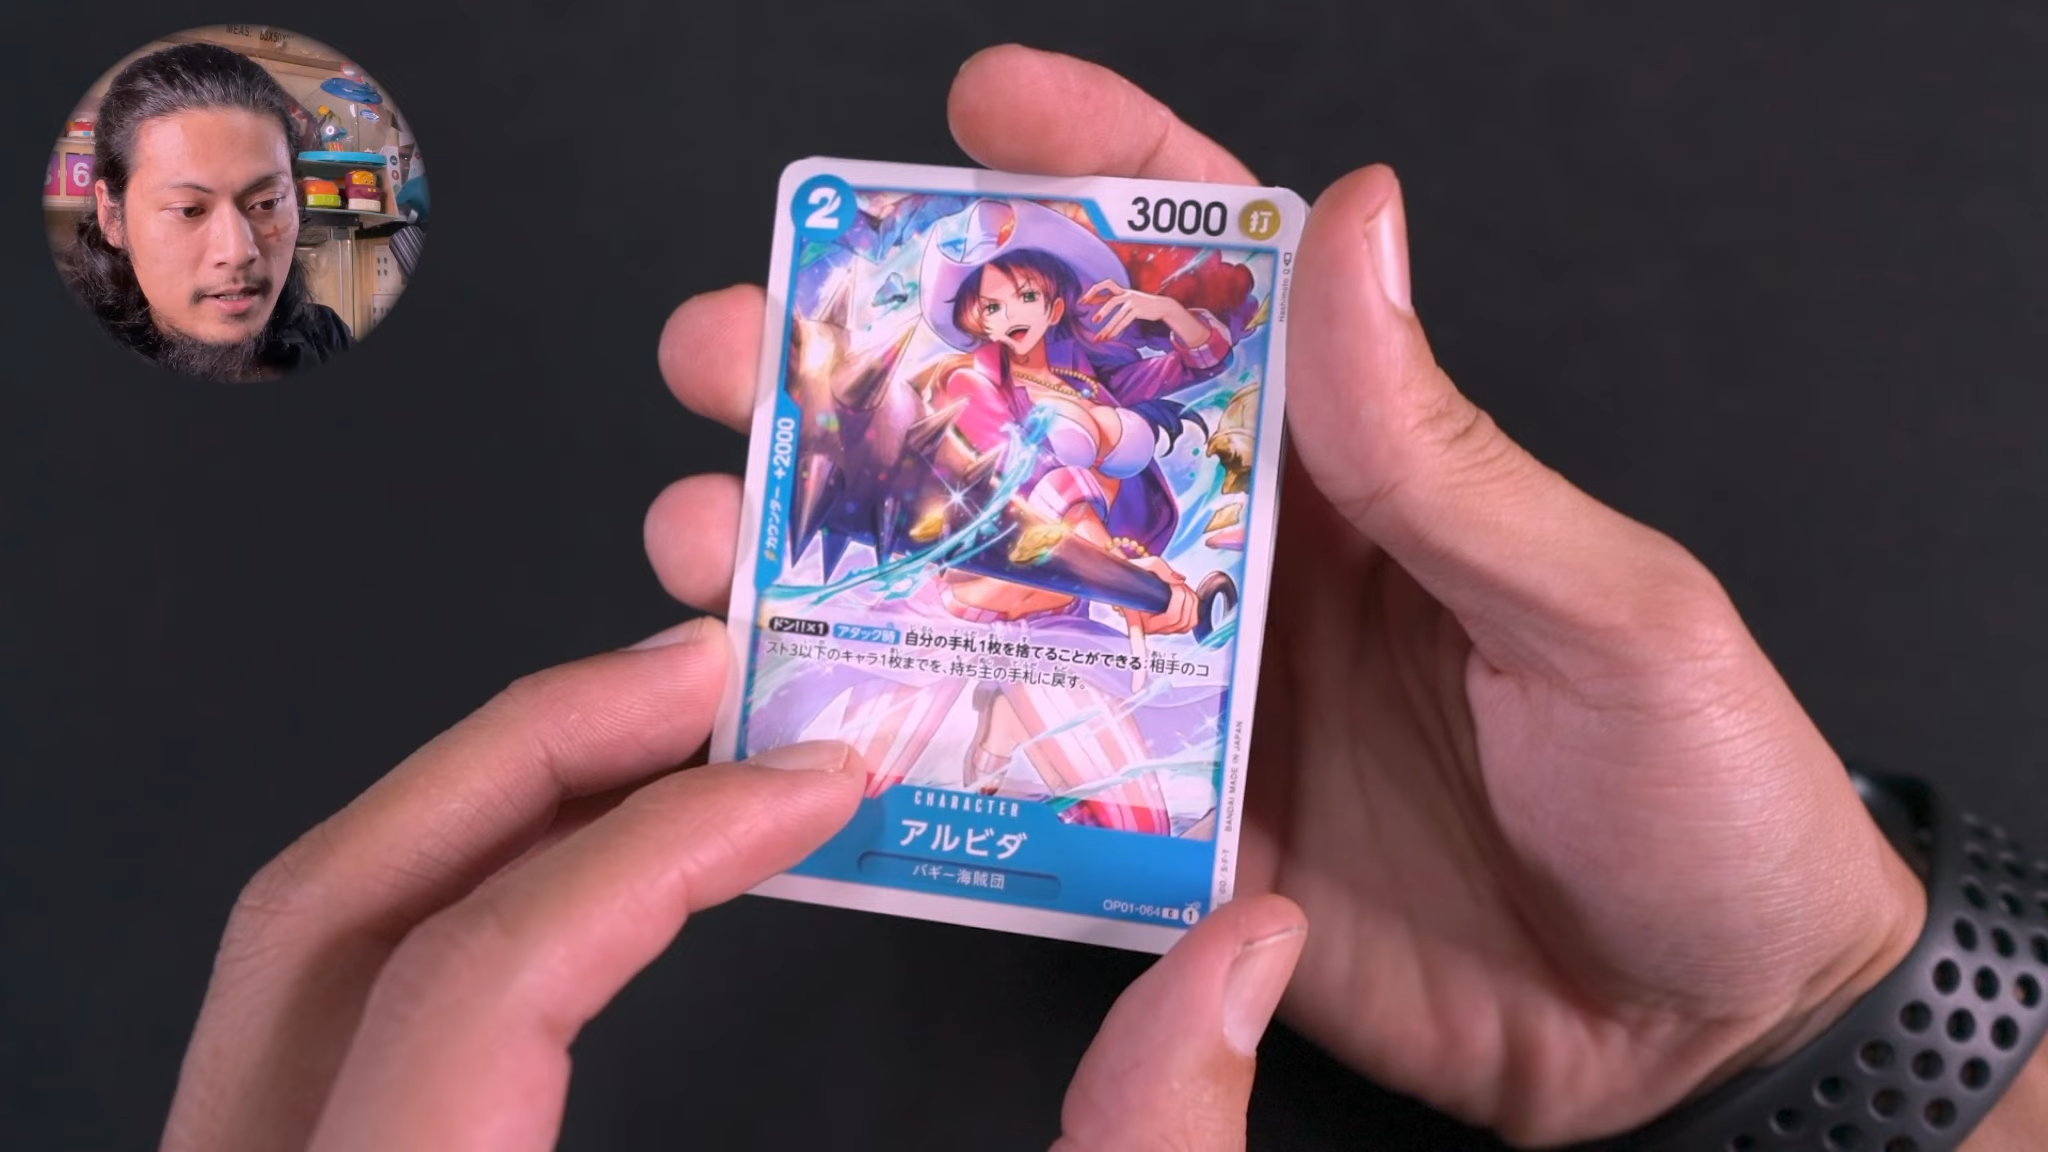 MEAS:
6
2
3000 打
Hashimoto Q
カウンター +2000
ドン!!×1 アタック時 自分の手札1枚を捨てることができる:相手のコ
スト3以下のキャラ1枚までを、持ち主の手札に戻す。
BANDAI MADE IN JAPAN
CHARACTER
アルビダ
バギー海賊団
OP01-064 C 1